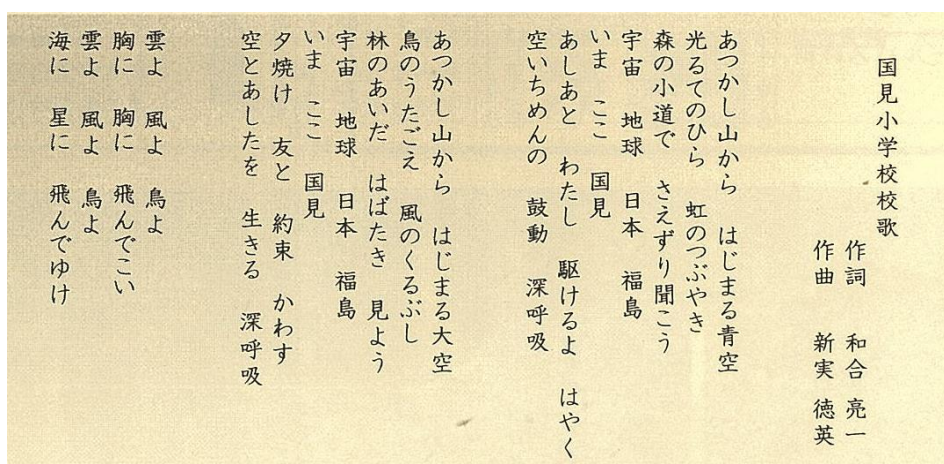 国見小学校校歌
作詞 和合 亮一
作曲 新実 徳英
あつかし山から はじまる青空
光るてのひら 虹のつぶやき
森の小道で さえずり聞こう
宇宙 地球 日本 福島
いま ここ 国見
あしあと わたし 駆けるよ はやく
空いちめんの 鼓動 深呼吸
あつかし山から はじまる大空
鳥のうたごえ 風のくるぶし
林のあいだ はばたき 見よう
宇宙 地球 日本 福島
いま ここ 国見
夕焼け 友と 約束 かわす
空とあしたを 生きる 深呼吸
雲よ 風よ 鳥よ
胸に 胸に 飛んでこい
雲よ 風よ 鳥よ
海に 星に 飛んでゆけ